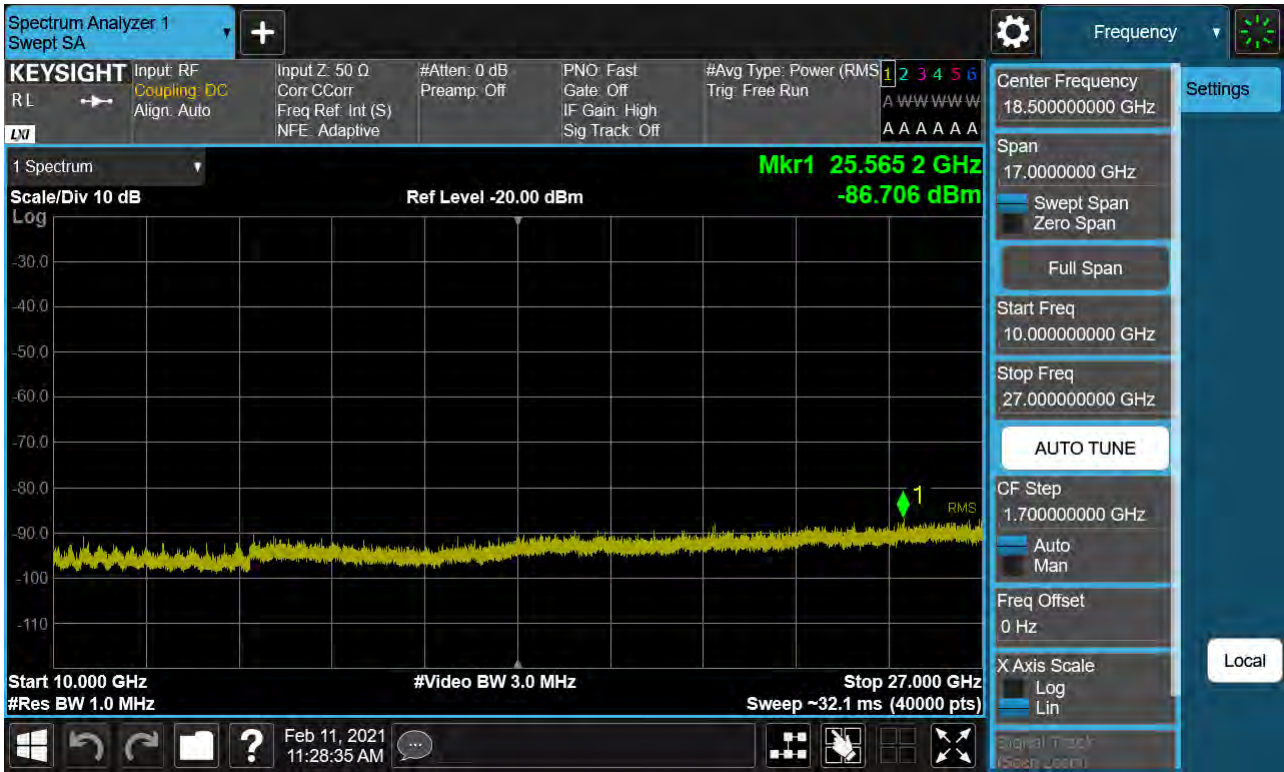 Spectrum Analyzer 1
Swept SA
Frequency
KEYSIGHT
RL
LXI
Input: RF
Coupling: DC
Align: Auto
Input Z: 50 Ω
Corr CCorr
Freq Ref: Int (S)
NFE: Adaptive
#Atten: 0 dB
Preamp: Off
PNO: Fast
Gate: Off
IF Gain: High
Sig Track: Off
#Avg Type: Power (RMS
Trig: Free Run
1 2 3 4 5 6
A W W W W W
A A A A A A
1 Spectrum
Scale/Div 10 dB
Log
Ref Level -20.00 dBm
Mkr1 25.565 2 GHz
-86.706 dBm
-30.0
-40.0
-50.0
-60.0
-70.0
-80.0
-90.0
-100
-110
1
RMS
Start 10.000 GHz
#Video BW 3.0 MHz
Stop 27.000 GHz
#Res BW 1.0 MHz
Sweep ~32.1 ms (40000 pts)
Center Frequency
18.500000000 GHz
Span
17.0000000 GHz
Swept Span
Zero Span
Full Span
Start Freq
10.000000000 GHz
Stop Freq
27.000000000 GHz
AUTO TUNE
CF Step
1.700000000 GHz
Auto
Man
Freq Offset
0 Hz
X Axis Scale
Log
Lin
Signal Track
(Span Zoom)
Settings
Local
?
Feb 11, 2021
11:28:35 AM